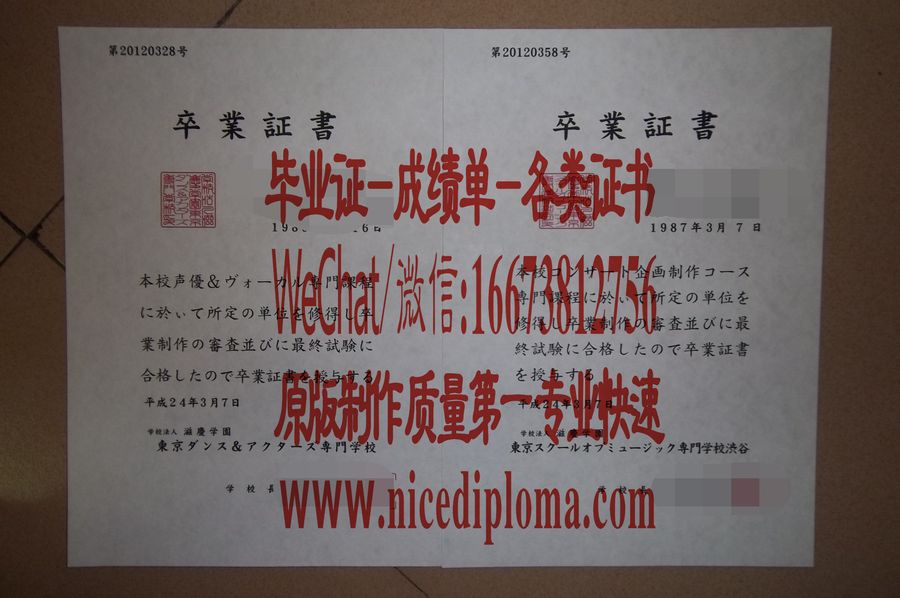 第20120328号
卒業証書
本校声優&ヴォーカル専門課程
に於いて所定の単位を修得し卒
業制作の審査並びに最終試験に
合格したので卒業証書を授与する
平成24年3月7日
学校法人 滋慶学園
東京ダンス&アクターズ専門学校
学校長
第20120358号
卒業証書
1987年3月7日
本校コンサート企画制作コース
専門課程に於いて所定の単位を
修得し卒業制作の審査並びに最
終試験に合格したので卒業証書
を授与する
平成24年3月7日
学校法人 滋慶学園
東京スクールオブミュージック専門学校渋谷
学校長
毕业证-成绩单-各类证书
WeChat/微信:16673812756
原版制作质量第一专业快速
www.nicediploma.com